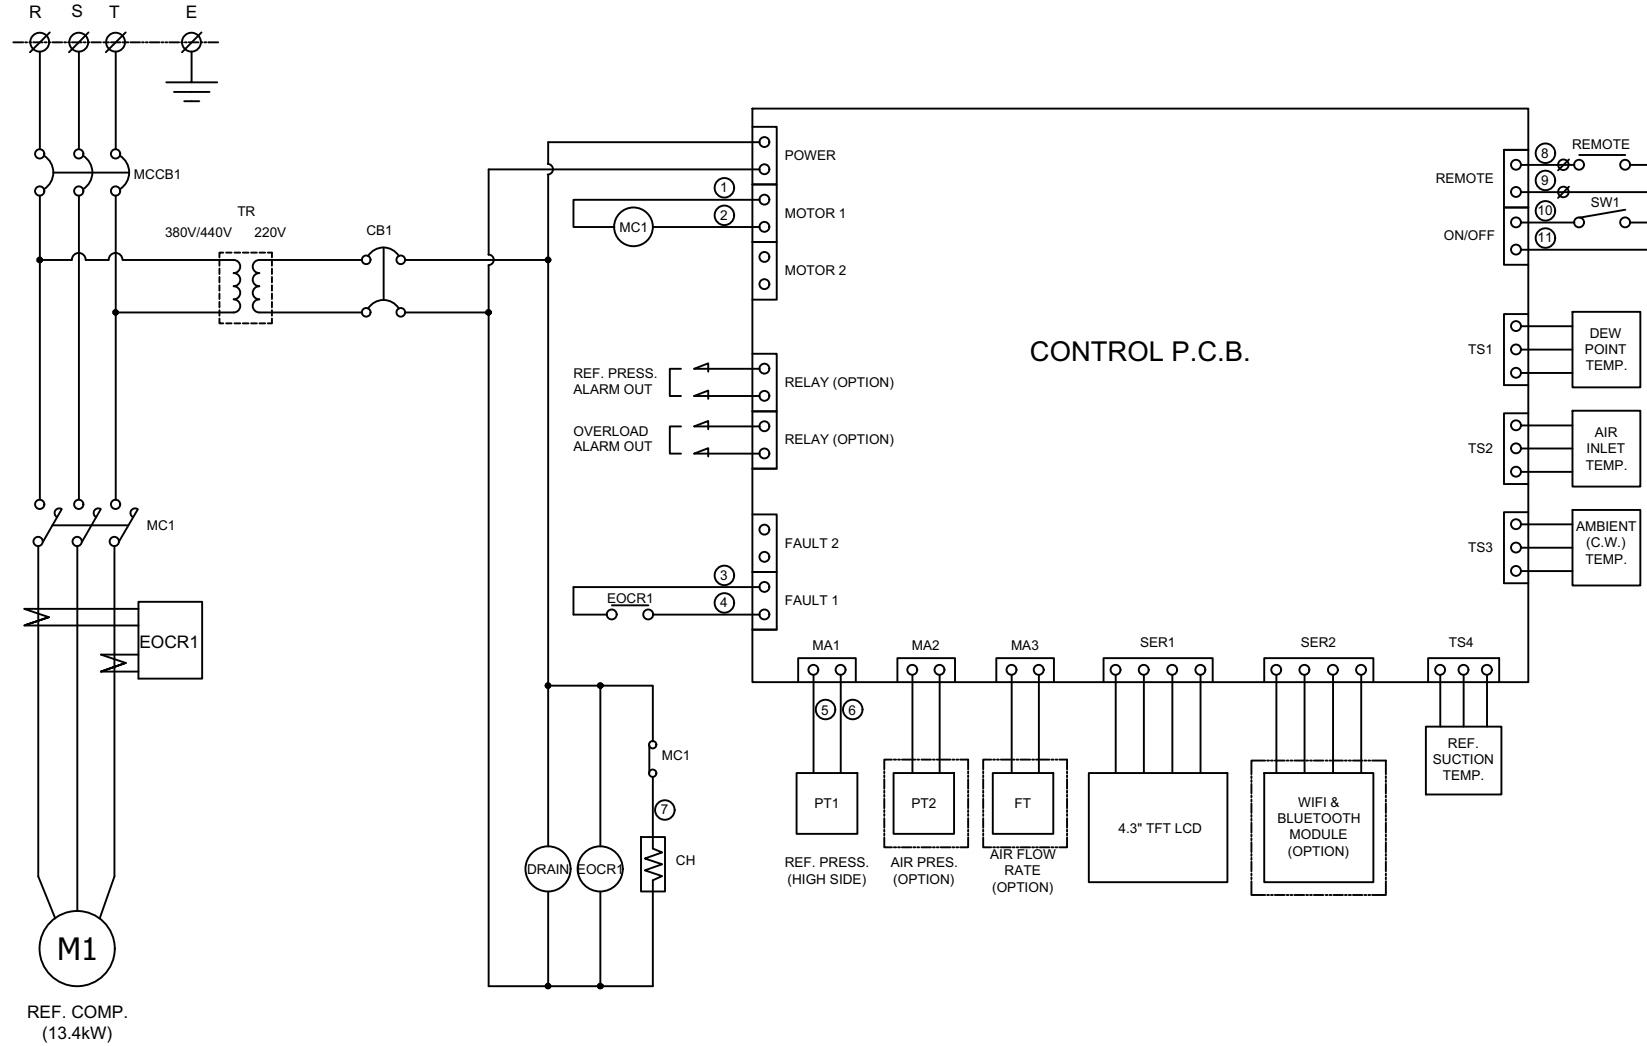 R S T E
MCCB1
TR
380V/440V 220V
CB1
MC1
EOCR1
M1
REF. COMP.
(13.4kW)
POWER
1
2
MC1
MOTOR 1
MOTOR 2
REF. PRESS.
ALARM OUT
RELAY (OPTION)
OVERLOAD
ALARM OUT
RELAY (OPTION)
FAULT 2
3
EOCR1
4
FAULT 1
CONTROL P.C.B.
REMOTE
8
REMOTE
9
ON/OFF
10
SW1
11
TS1
DEW
POINT
TEMP.
TS2
AIR
INLET
TEMP.
TS3
AMBIENT
(C.W.)
TEMP.
MA1
MA2
MA3
SER1
SER2
TS4
5
6
PT1
REF. PRESS.
(HIGH SIDE)
PT2
AIR PRES.
(OPTION)
FT
AIR FLOW
RATE
(OPTION)
4.3" TFT LCD
WIFI &
BLUETOOTH
MODULE
(OPTION)
REF.
SUCTION
TEMP.
MC1
7
CH
DRAIN
EOCR1